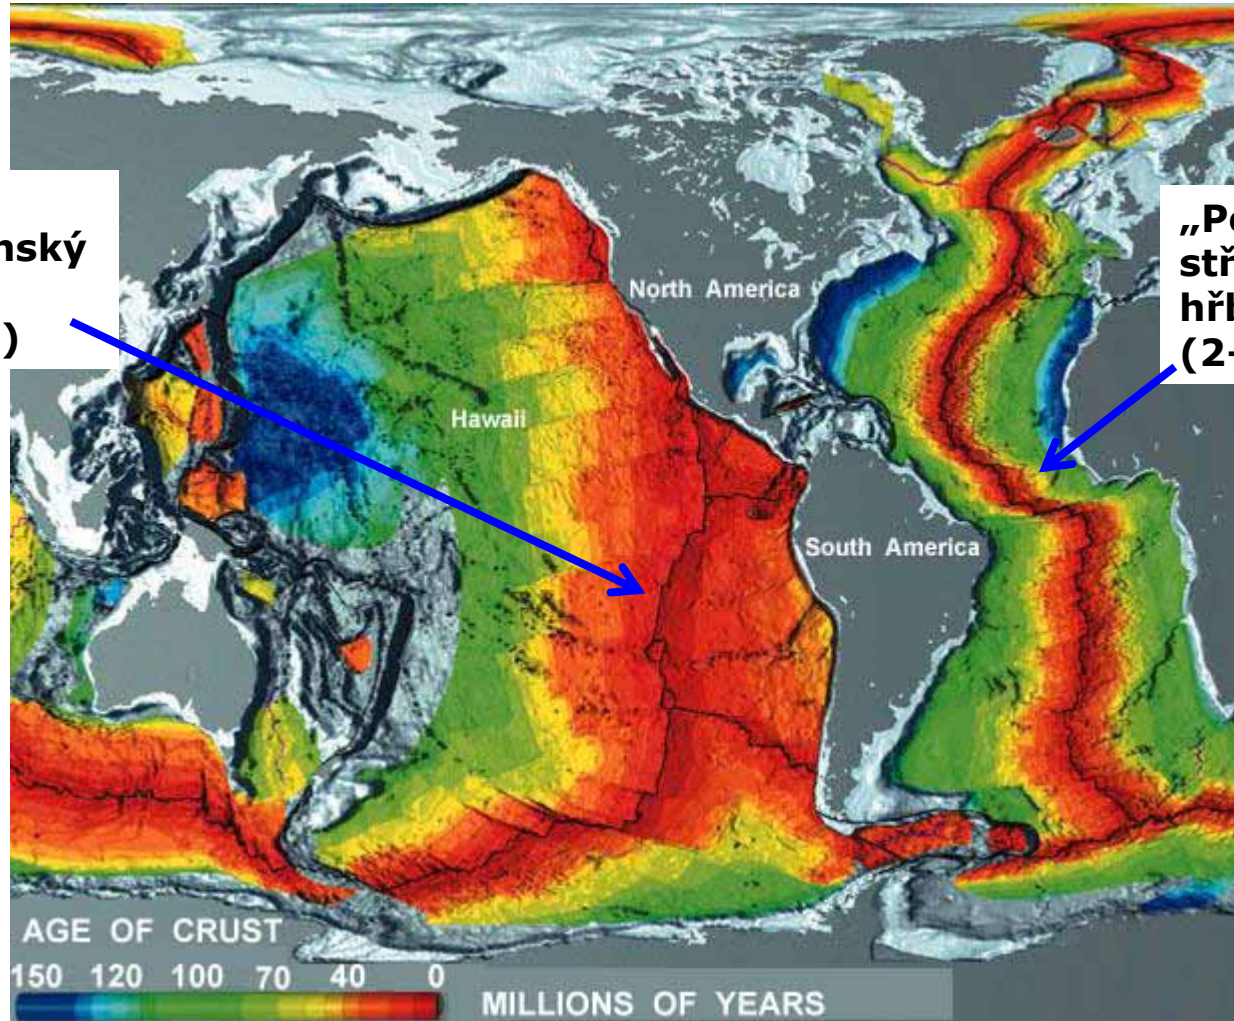 nský
)
„Po
stř
hřb
(2-
North America
Hawaii
South America
AGE OF CRUST
150 120 100 70 40 0
MILLIONS OF YEARS